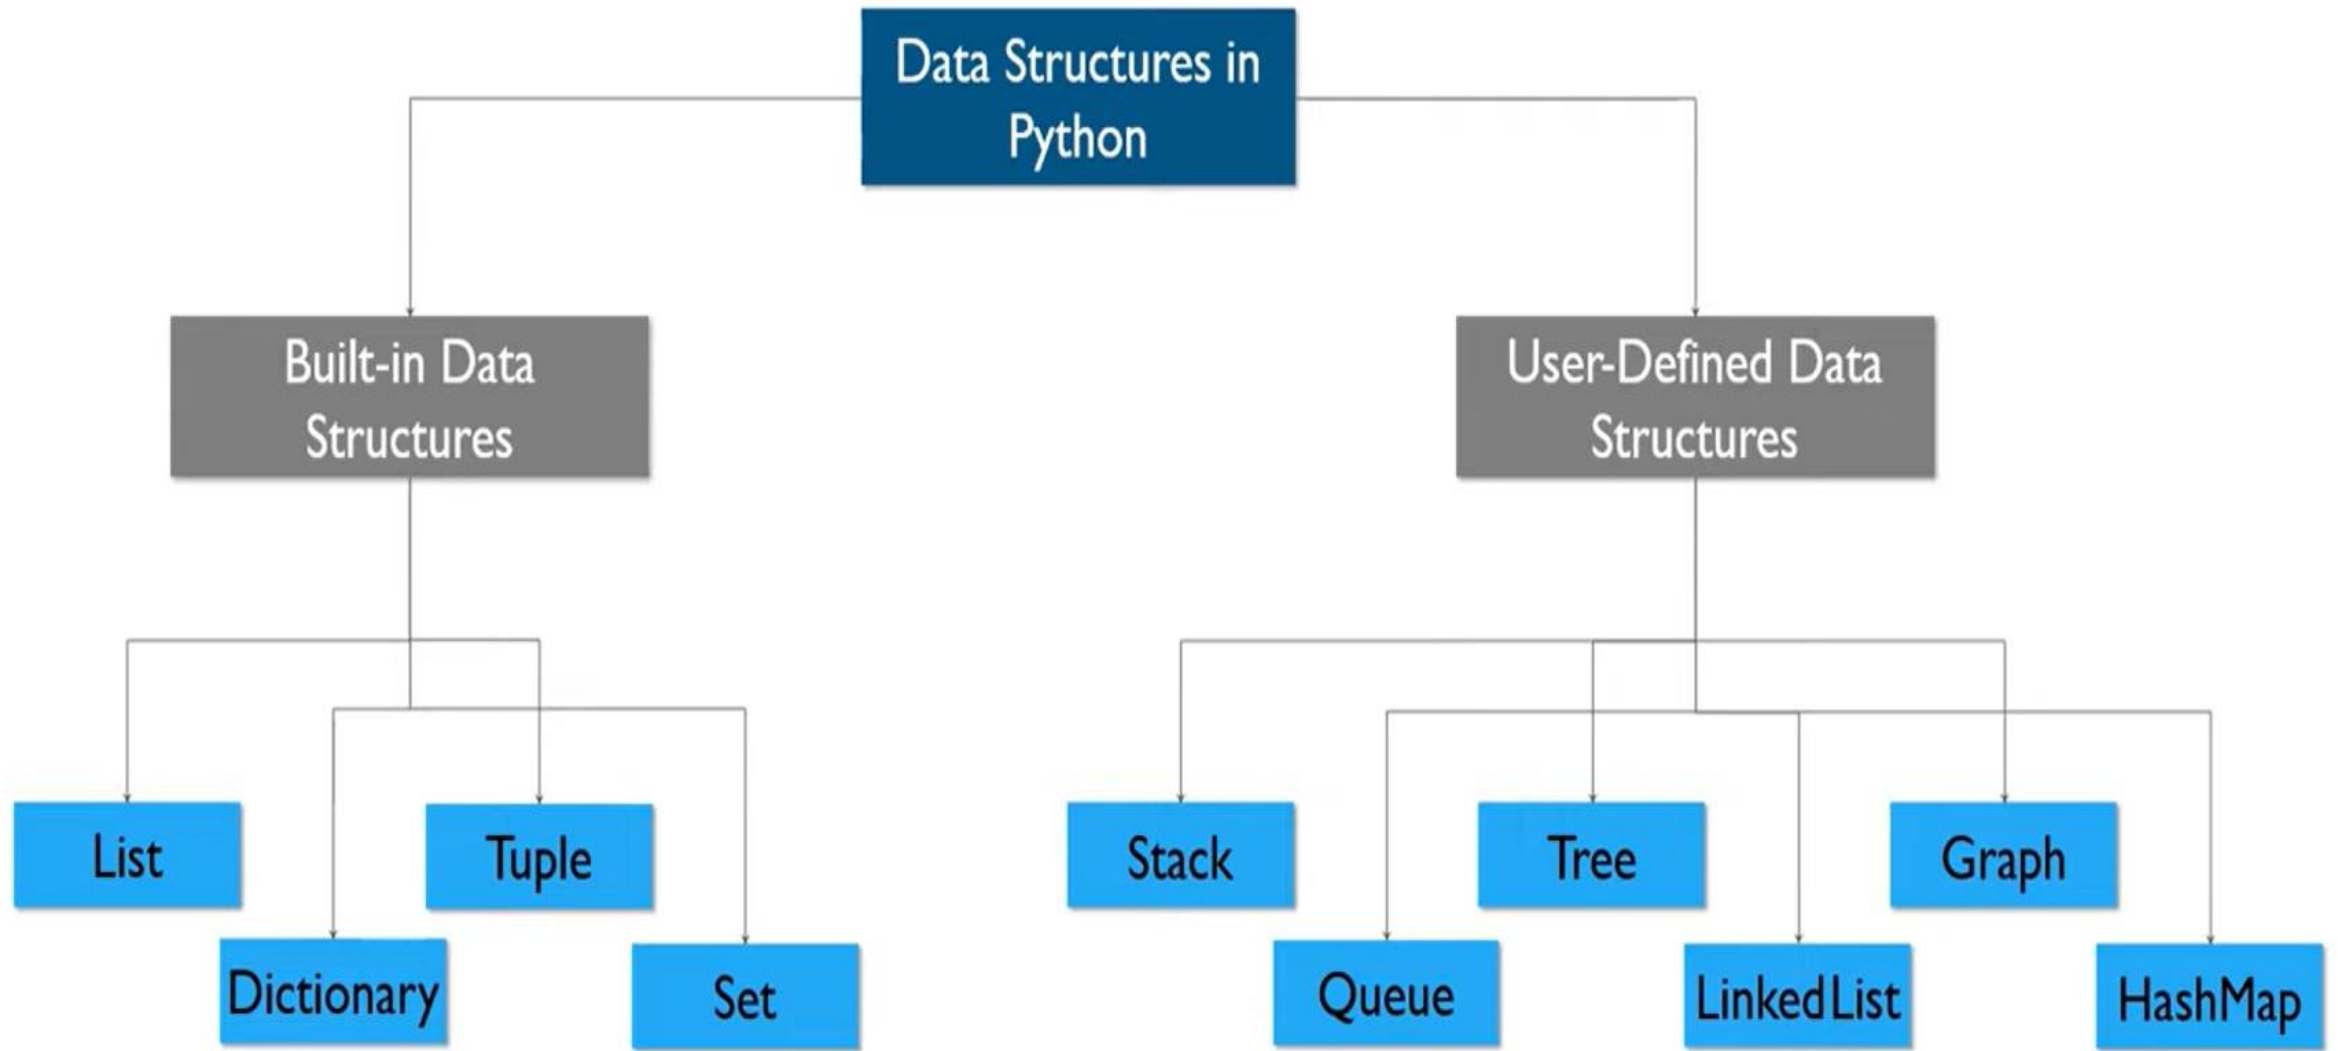 Data Structures in
Python
Built-in Data
Structures
User-Defined Data
Structures
List
Tuple
Dictionary
Set
Stack
Tree
Graph
Queue
LinkedList
HashMap